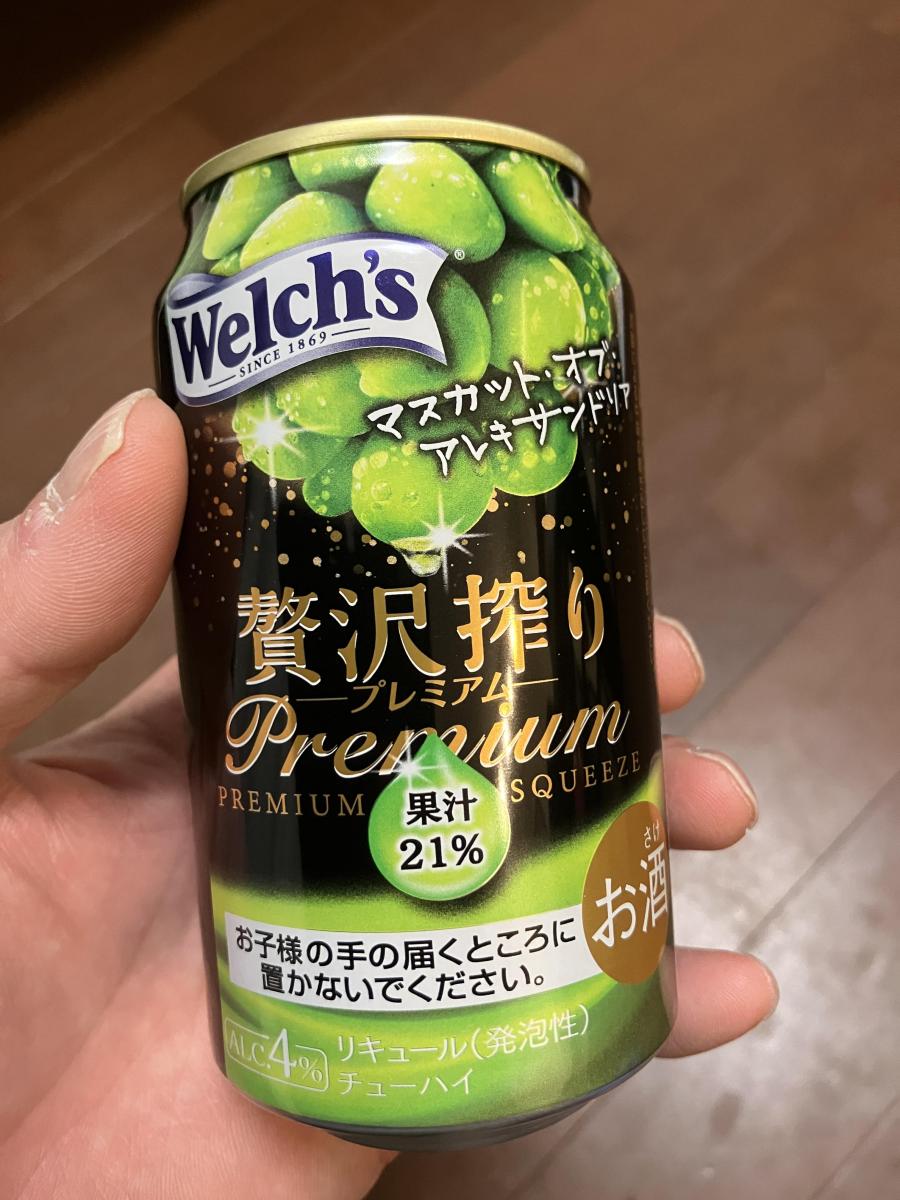 Welch's®
SINCE 1869
マスカット・オブ・
アレキサンドリア
贅沢搾り
プレミアム
Premium
PREMIUM SQUEEZE
果汁
21%
さけ
お酒
お子様の手の届くところに
置かないでください。
ALC.4%
リキュール(発泡性)
チューハイ